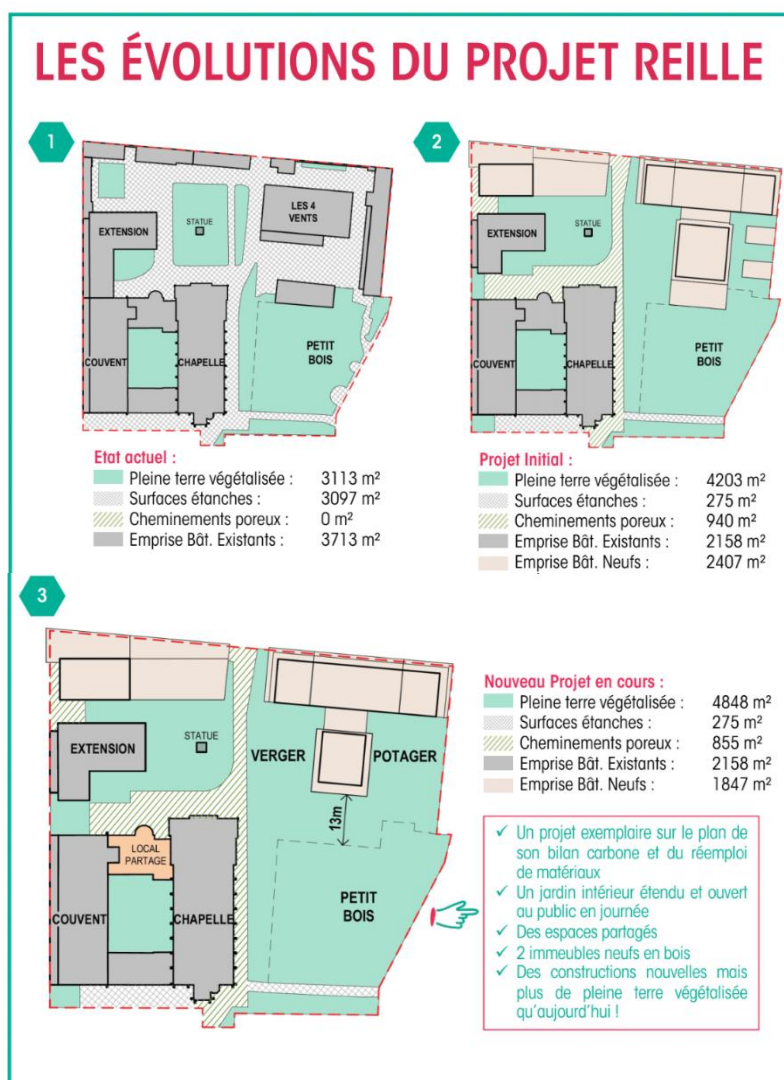 LES ÉVOLUTIONS DU PROJET REILLE
1
LES 4
VENTS
STATUE
EXTENSION
PETIT
BOIS
COUVENT
CHAPELLE
Etat actuel :
Pleine terre végétalisée : 3113 m²
Surfaces étanches : 3097 m²
Cheminements poreux : 0 m²
Emprise Bât. Existants : 3713 m²
2
EXTENSION
STATUE
PETIT
BOIS
COUVENT
CHAPELLE
Projet Initial :
Pleine terre végétalisée : 4203 m²
Surfaces étanches : 275 m²
Cheminements poreux : 940 m²
Emprise Bât. Existants : 2158 m²
Emprise Bât. Neufs : 2407 m²
3
EXTENSION
STATUE
VERGER
POTAGER
13m
LOCAL
PARTAGE
PETIT
BOIS
COUVENT
CHAPELLE
Nouveau Projet en cours :
Pleine terre végétalisée : 4848 m²
Surfaces étanches : 275 m²
Cheminements poreux : 855 m²
Emprise Bât. Existants : 2158 m²
Emprise Bât. Neufs : 1847 m²
✓ Un projet exemplaire sur le plan de
son bilan carbone et du réemploi
de matériaux
✓ Un jardin intérieur étendu et ouvert
au public en journée
✓ Des espaces partagés
✓ 2 immeubles neufs en bois
✓ Des constructions nouvelles mais
plus de pleine terre végétalisée
qu'aujourd'hui !